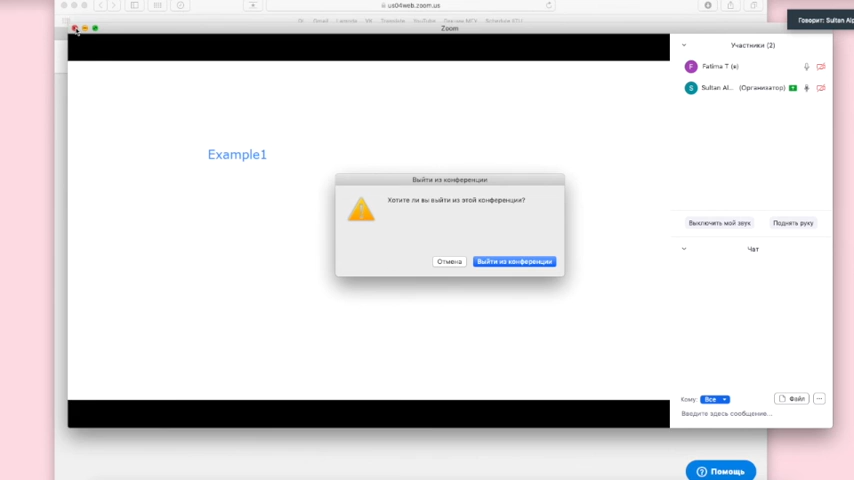 us04web.zoom.us
Говорит: Sultan Alp
Zoom
Участники (2)
Fatima T (я)
Sultan Al... (Организатор)
Example1
Выйти из конференции
Хотите ли вы выйти из этой конференции?
Отмена Выйти из конференции
Выключить мой звук Поднять руку
Чат
Кому: Все Файл ...
Введите здесь сообщение...
Помощь